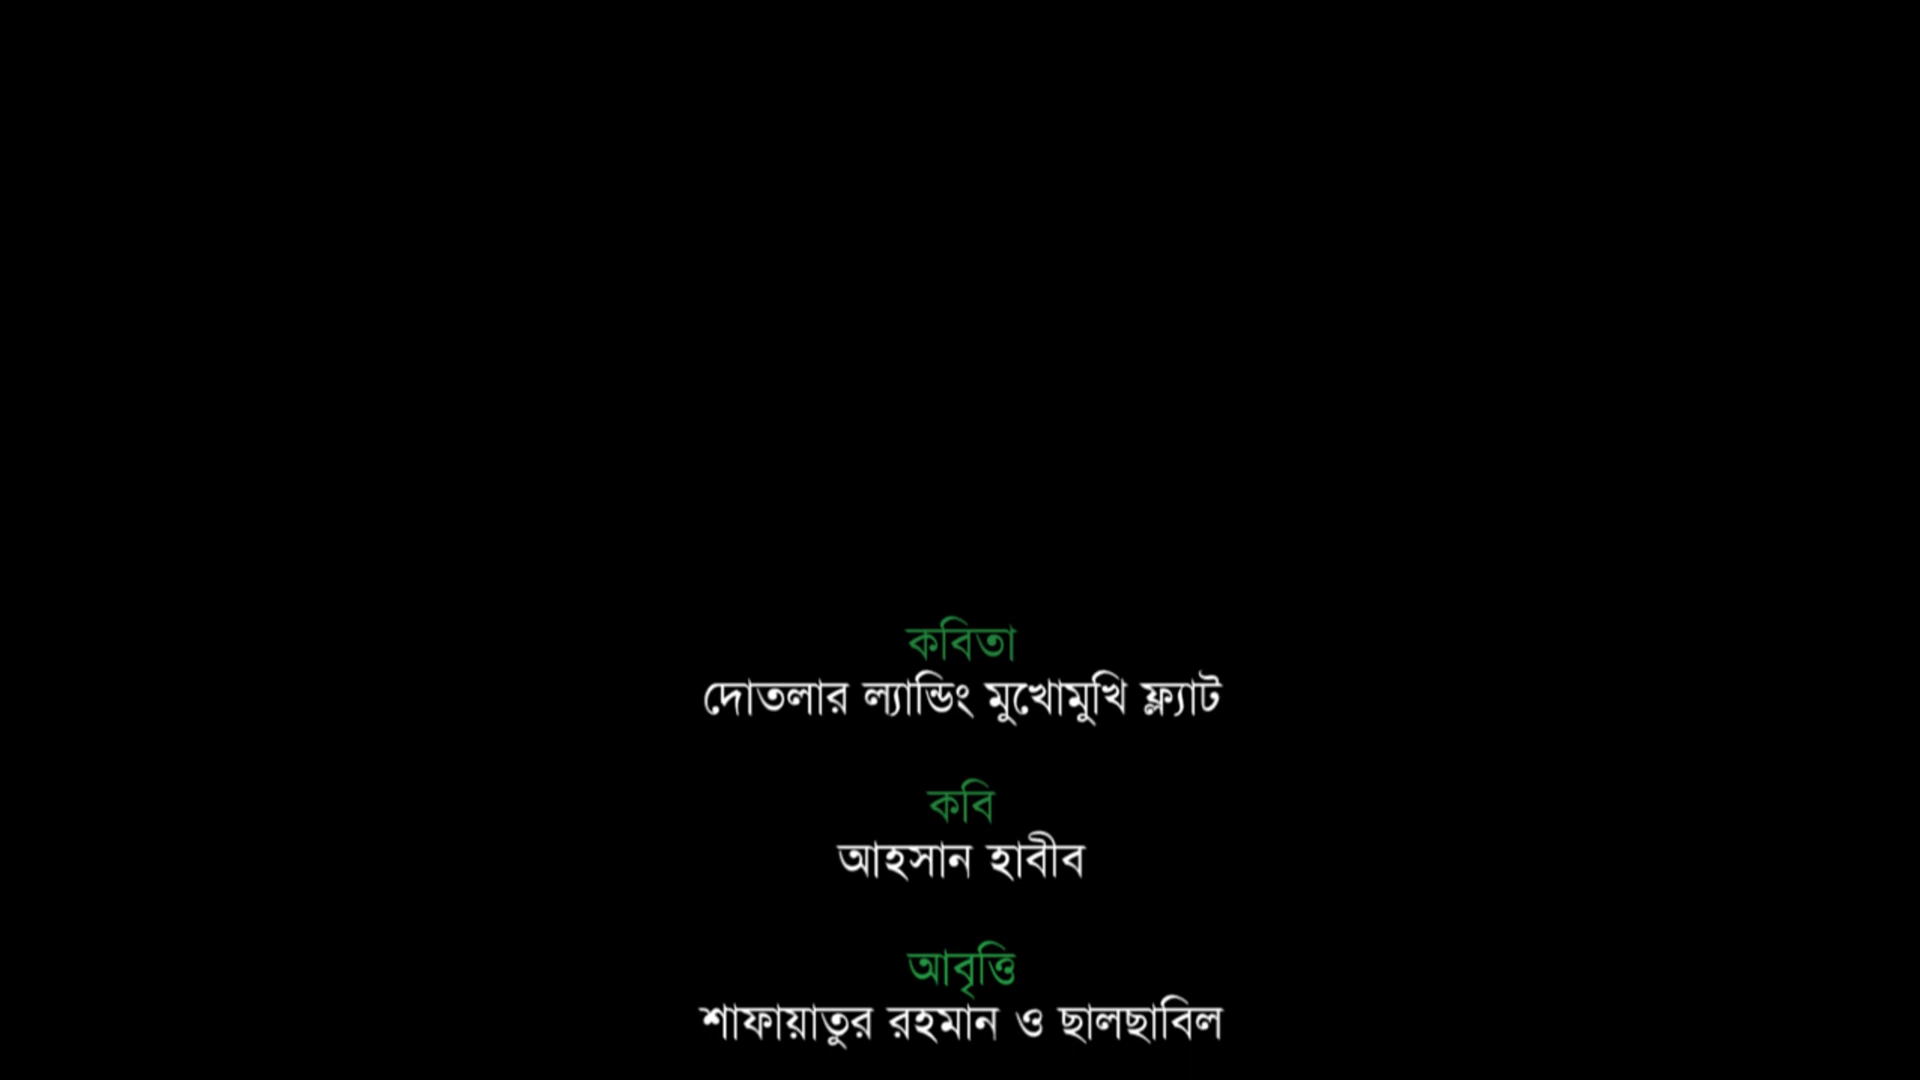 কবিতা
দোতলার ল্যান্ডিং মুখোমুখি ফ্ল্যাট
কবি
আহসান হাবীব
আবৃত্তি
শাফায়াতুর রহমান ও ছালছাবিল